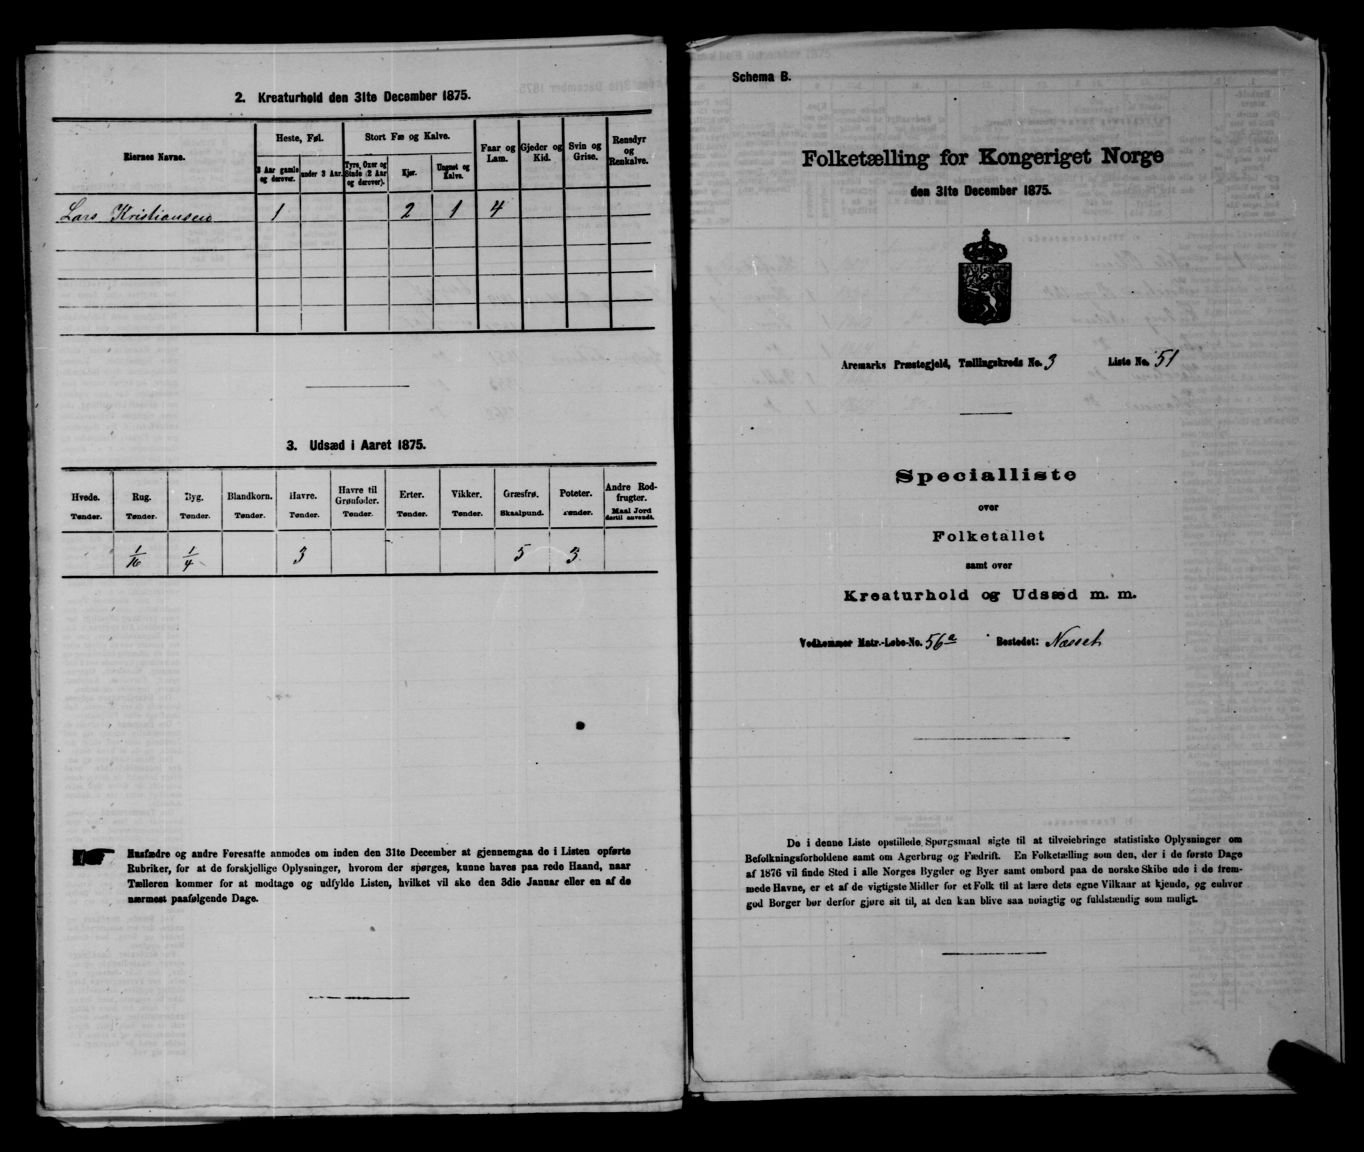 2. Kreaturhold den 31te December 1875.
Eiernes Navne.
Heste, Føl.
Stort Fæ og Kalve.
Faar og Lam.
Gjeder og Kid.
Svin og Grise.
Rensdyr og Renkalve.
3 Aar gamle og derover.
under 3 Aar.
Tyre, Oxer og Stude (2 Aar og derover).
Kjør.
Ungnet og Kalve.
Lars Kristiansen 1 2 1 4
3. Udsæd i Aaret 1875.
Hvede. Rug. Byg. Blandkorn. Havre. Havre til Grønfoder. Erter. Vikker. Græsfrø. Poteter. Andre Rodfrugter.
Tønder. Tønder. Tønder. Tønder. Tønder. Tønder. Tønder. Tønder. Skaalpund. Tønder. Maal Jord dertil anvendt.
1/16 1/4 3 5 3
Husfædre og andre Foresatte anmodes om inden den 31te December at gjennemgaa de i Listen opførte
Rubriker, for at de forskjellige Oplysninger, hvorom der spørges, kunne haves paa rede Haand, naar
Tælleren kommer for at modtage og udfylde Listen, hvilket vil ske den 3die Januar eller en af de
nærmest paafølgende Dage.
Schema B.
Folketælling for Kongeriget Norge
den 31te December 1875.
Aremarks Præstegjeld, Tællingskreds No. 3 Liste No. 51
Specialliste
over
Folketallet
samt over
Kreaturhold og Udsæd m. m.
Vedkommer Matr.-Løbe-No. 56a Bostedet: Næsset
De i denne Liste opstillede Spørgsmaal sigte til at tilveiebringe statistiske Oplysninger om
Befolkningsforholdene samt om Agerbrug og Fædrift. En Folketælling som den, der i de første Dage
af 1876 vil finde Sted i alle Norges Bygder og Byer samt ombord paa de norske Skibe ude i de frem-
mede Havne, er et af de vigtigste Midler for et Folk til at lære dets egne Vilkaar at kjende, og enhver
god Borger bør derfor gjøre sit til, at den kan blive saa nøiagtig og fuldstændig som muligt.